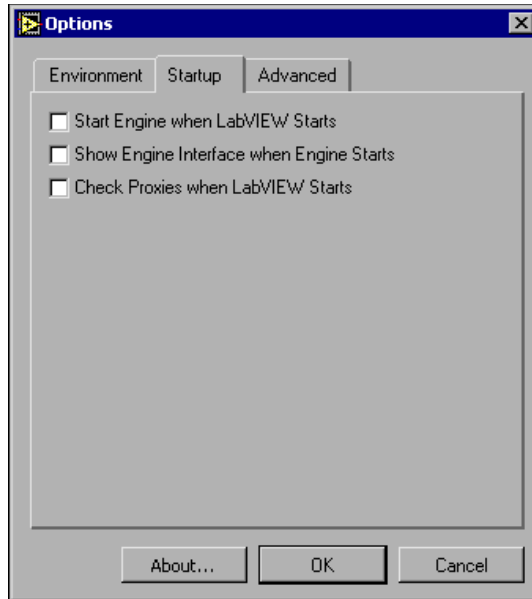 Options
Environment Startup Advanced
Start Engine when LabVIEW Starts
Show Engine Interface when Engine Starts
Check Proxies when LabVIEW Starts
About... OK Cancel